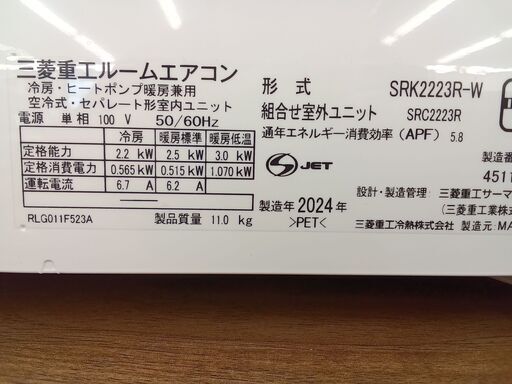 三菱重工ルームエアコン
冷房・ヒートポンプ暖房兼用
空冷式・セパレート形室内ユニット
電源 単相 100 V 50/60Hz
冷房 暖房標準 暖房低温
定格能力 2.2 kW 2.5 kW 3.0 kW
定格消費電力 0.565 kW 0.515 kW 1.070 kW
運転電流 6.7 A 6.2 A
RLG011F523A 製品質量 11.0 kg
形式 SRK2223R-W
組合せ室外ユニット SRC2223R
通年エネルギー消費効率 (APF) 5.8
S JET
製造番
4511
設計・製造管理: 三菱重工サーマ
製造年 2024 年
(三菱重工業株式
>PET<
三菱重工冷熱株式会社 製造元:MA